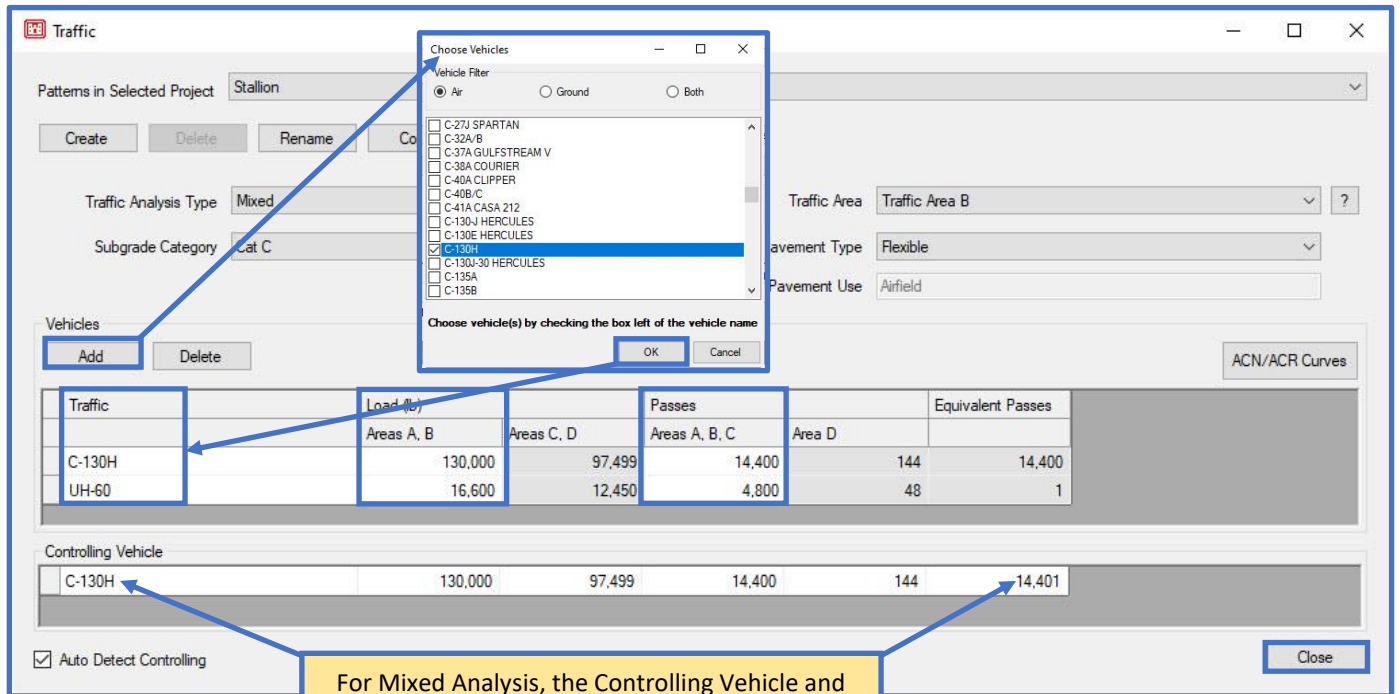 Traffic
Choose Vehicles
Vehicle Filter
Air Ground Both
Patterns in Selected Project Stallion
Create Delete Rename
C-27J SPARTAN
C-32A/B
C-37A GULFSTREAM V
C-38A COURIER
C-40A CLIPPER
C-40B/C
C-41A CASA 212
C-130-J HERCULES
C-130E HERCULES
C-130H
C-130J-30 HERCULES
C-135A
C-135B
Choose vehicle(s) by checking the box left of the vehicle name
OK Cancel
Traffic Analysis Type Mixed Traffic Area Traffic Area B ?
Subgrade Category Cat C avement Type Flexible
Pavement Use Airfield
Vehicles
Add Delete ACN/ACR Curves
Traffic Load (lb) Passes Equivalent Passes
Areas A, B Areas C, D Areas A, B, C Area D
C-130H 130,000 97,499 14,400 144 14,400
UH-60 16,600 12,450 4,800 48 1
Controlling Vehicle
C-130H 130,000 97,499 14,400 144 14,401
Auto Detect Controlling Close
For Mixed Analysis, the Controlling Vehicle and